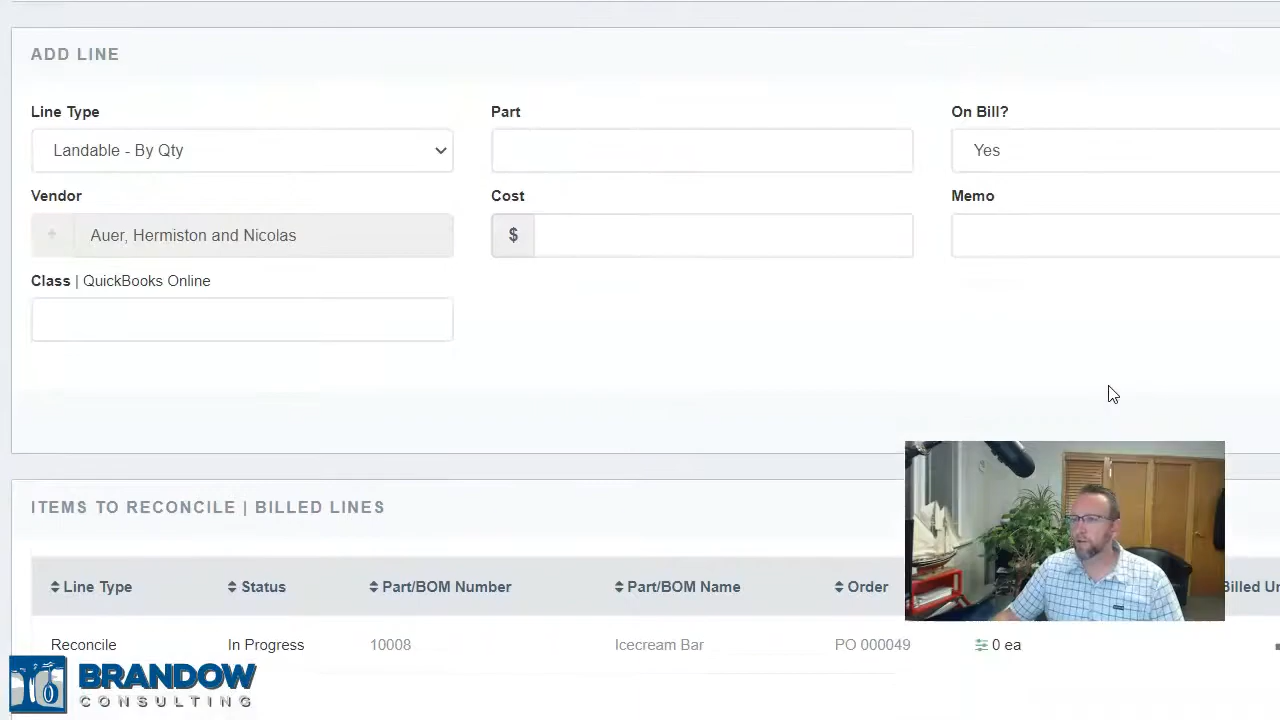 ADD LINE
Line Type
Part
On Bill?
Landable - By Qty
Yes
Vendor
Cost
Memo
+ Auer, Hermiston and Nicolas
$
Class | QuickBooks Online
ITEMS TO RECONCILE | BILLED LINES
Line Type Status Part/BOM Number Part/BOM Name Order Billed Un
Reconcile In Progress 10008 Icecream Bar PO 000049 0 ea
BRANDOW
CONSULTING